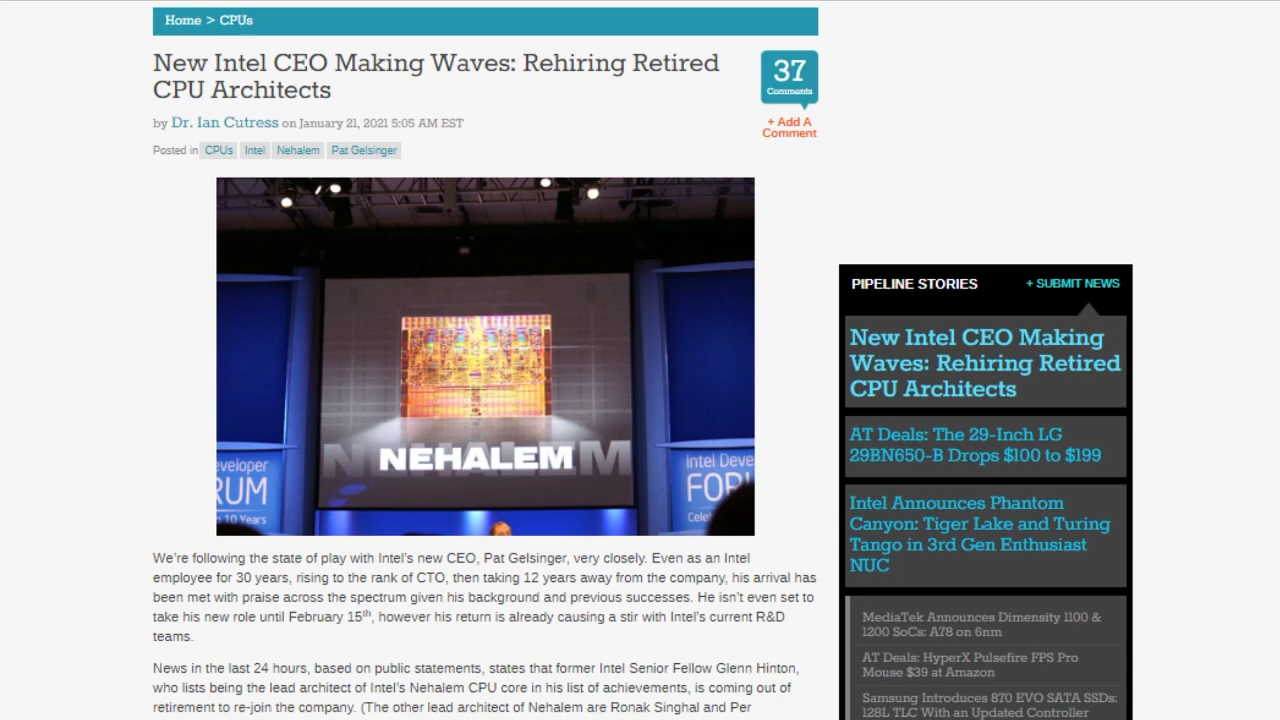 Home > CPUs
New Intel CEO Making Waves: Rehiring Retired
CPU Architects
37
Comments
+ Add A
Comment
by Dr. Ian Cutress on January 21, 2021 5:05 AM EST
Posted in CPUs Intel Nehalem Pat Gelsinger
N NEHALEM M
eveloper
RUM
n 10 Years
Intel Deve
FOR
Celeb
We're following the state of play with Intel's new CEO, Pat Gelsinger, very closely. Even as an Intel
employee for 30 years, rising to the rank of CTO, then taking 12 years away from the company, his arrival has
been met with praise across the spectrum given his background and previous successes. He isn't even set to
take his new role until February 15th, however his return is already causing a stir with Intel's current R&D
teams.
News in the last 24 hours, based on public statements, states that former Intel Senior Fellow Glenn Hinton,
who lists being the lead architect of Intel's Nehalem CPU core in his list of achievements, is coming out of
retirement to re-join the company. (The other lead architect of Nehalem are Ronak Singhal and Per
PIPELINE STORIES
+ SUBMIT NEWS
New Intel CEO Making
Waves: Rehiring Retired
CPU Architects
AT Deals: The 29-Inch LG
29BN650-B Drops $100 to $199
Intel Announces Phantom
Canyon: Tiger Lake and Turing
Tango in 3rd Gen Enthusiast
NUC
MediaTek Announces Dimensity 1100 &
1200 SoCs: A78 on 6nm
AT Deals: HyperX Pulsefire FPS Pro
Mouse $39 at Amazon
Samsung Introduces 870 EVO SATA SSDs:
128L TLC With an Updated Controller